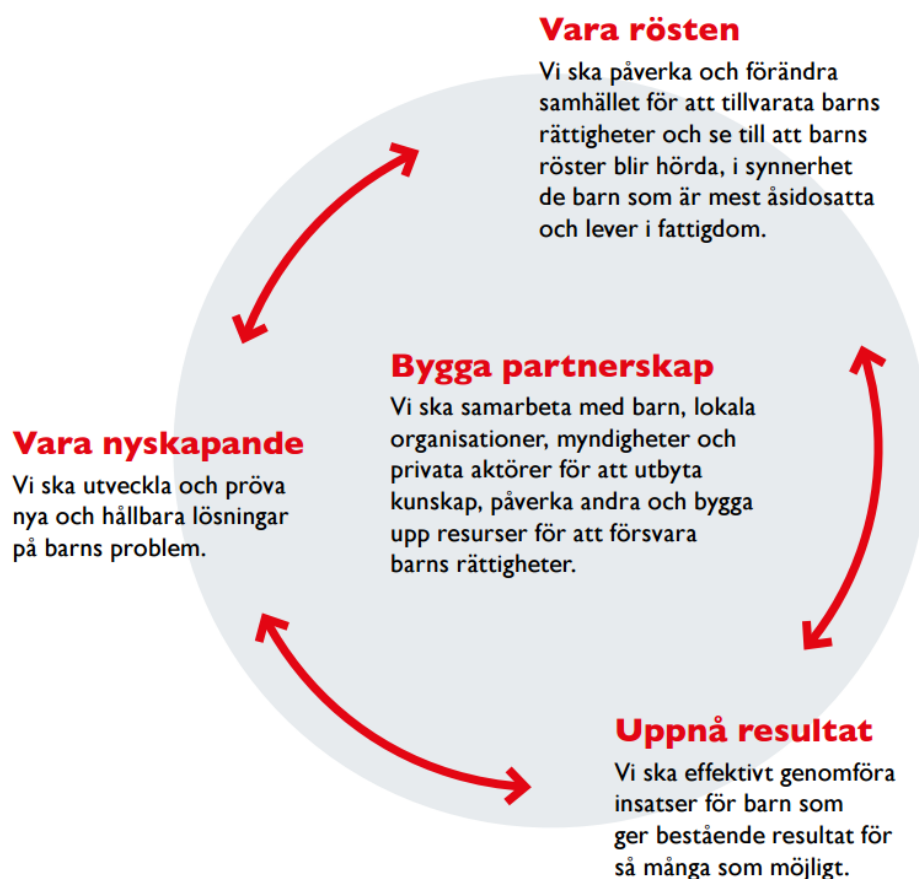 Vara rösten
Vi ska påverka och förändra
samhället för att tillvarata barns
rättigheter och se till att barns
röster blir hörda, i synnerhet
de barn som är mest åsidosatta
och lever i fattigdom.
Bygga partnerskap
Vi ska samarbeta med barn, lokala
organisationer, myndigheter och
privata aktörer för att utbyta
kunskap, påverka andra och bygga
upp resurser för att försvara
barns rättigheter.
Vara nyskapande
Vi ska utveckla och pröva
nya och hållbara lösningar
på barns problem.
Uppnå resultat
Vi ska effektivt genomföra
insatser för barn som
ger bestående resultat för
så många som möjligt.